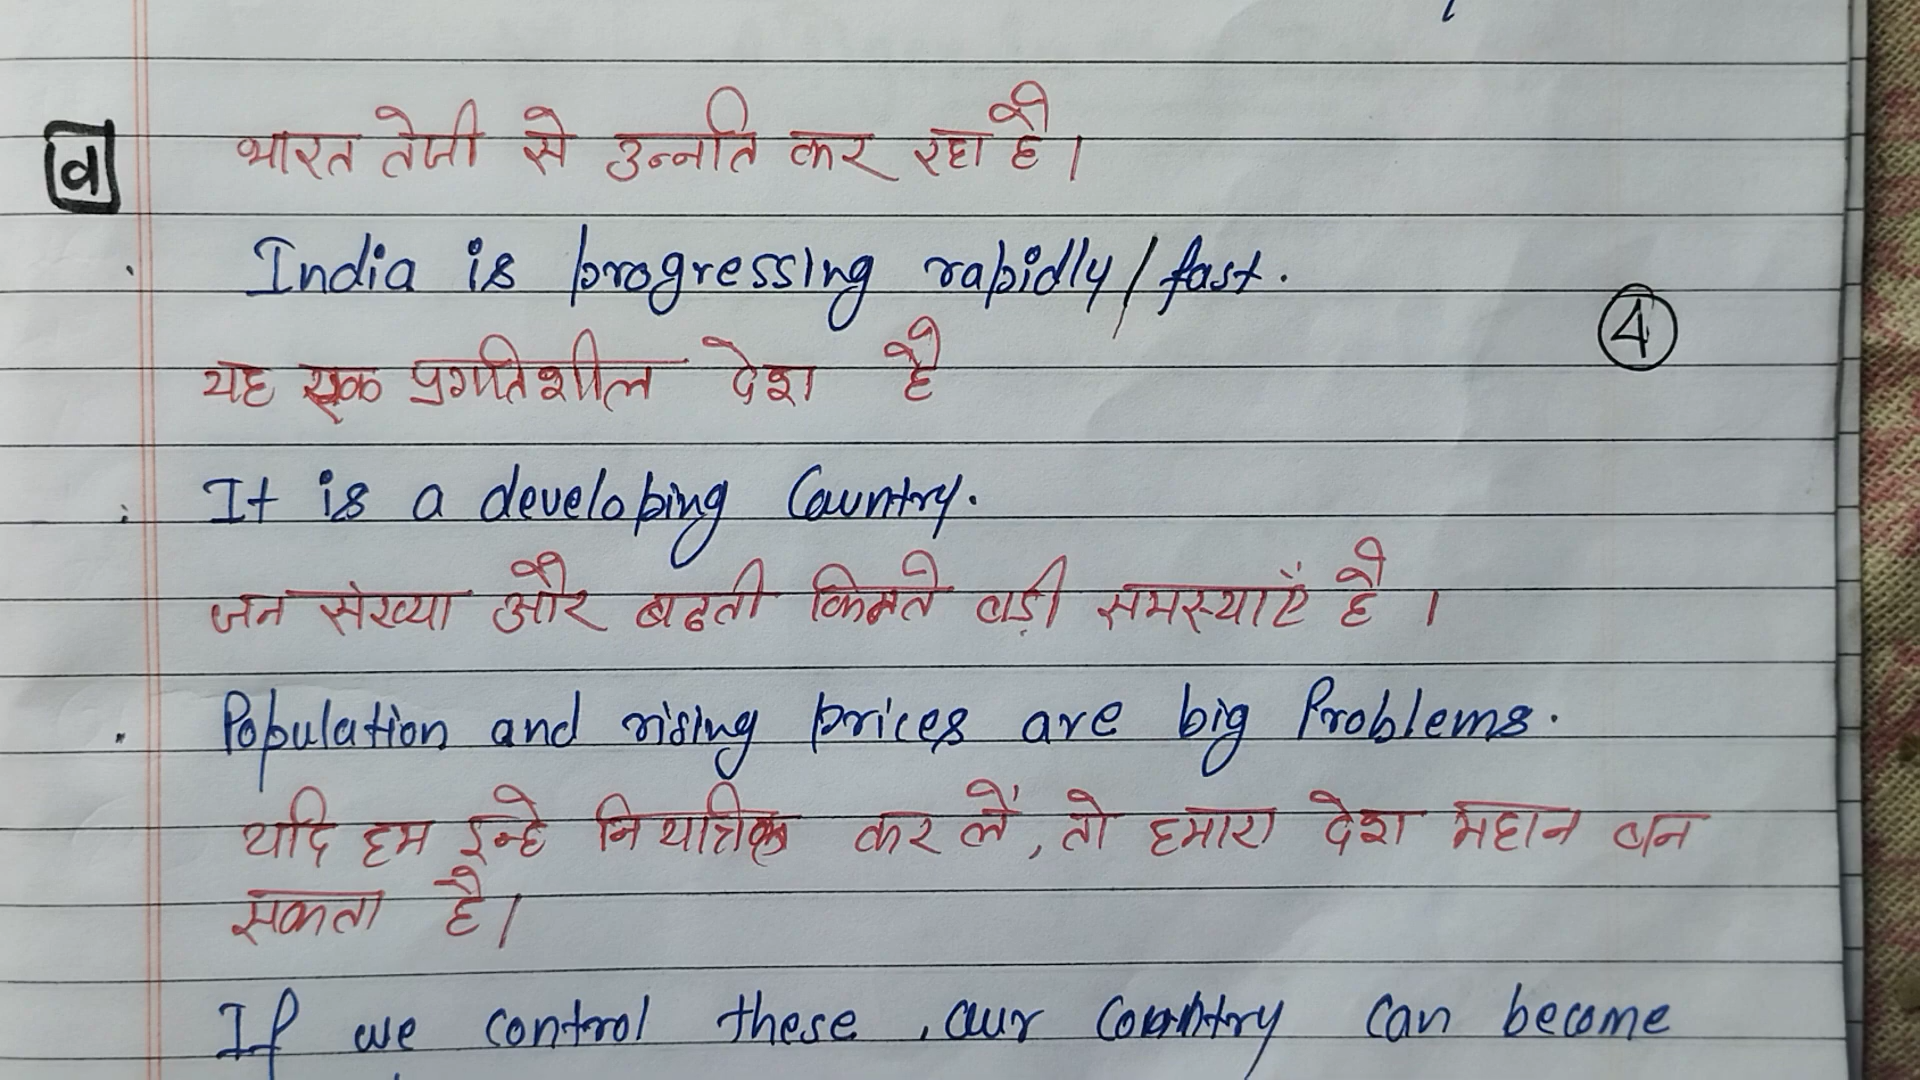 व भारत तेजी से उन्नति कर रहा है।
India is progressing rapidly/fast.
④
यह एक प्रगतिशील देश है
It is a developing Country.
जन संख्या और बढती किमते बड़ी समस्याएँ है ।
Population and rising prices are big Problems.
यदि हम इन्हे कर लें, तो हमारा देश महान बन
सकता है।
If we control these, our Country can become